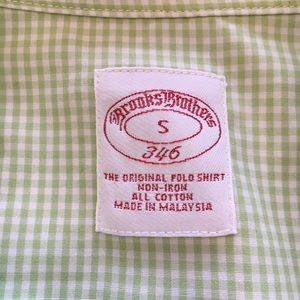 Brooks Brothers
S
346
THE ORIGINAL POLO SHIRT
NON-IRON
ALL COTTON
MADE IN MALAYSIA